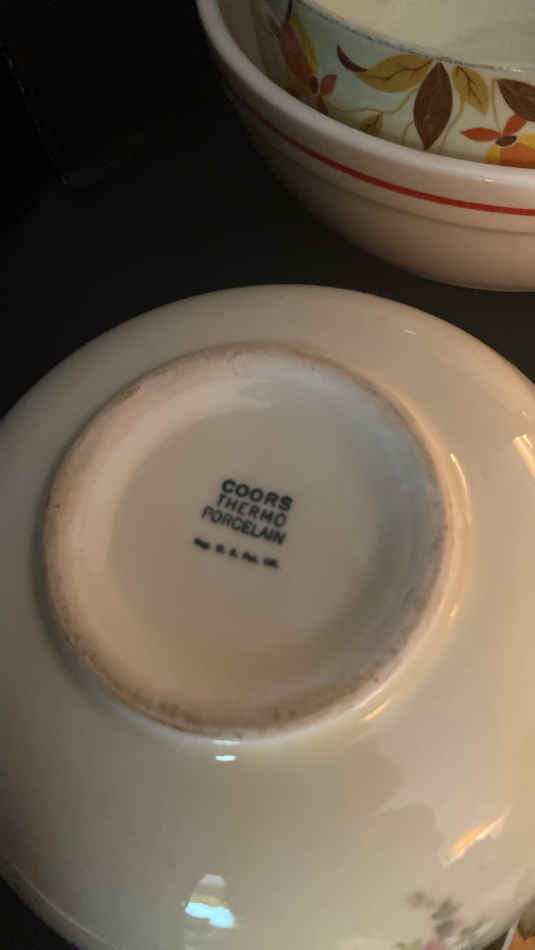 COORS
THERMO
PORCELAIN
Reg. U. S. Pat. Off.